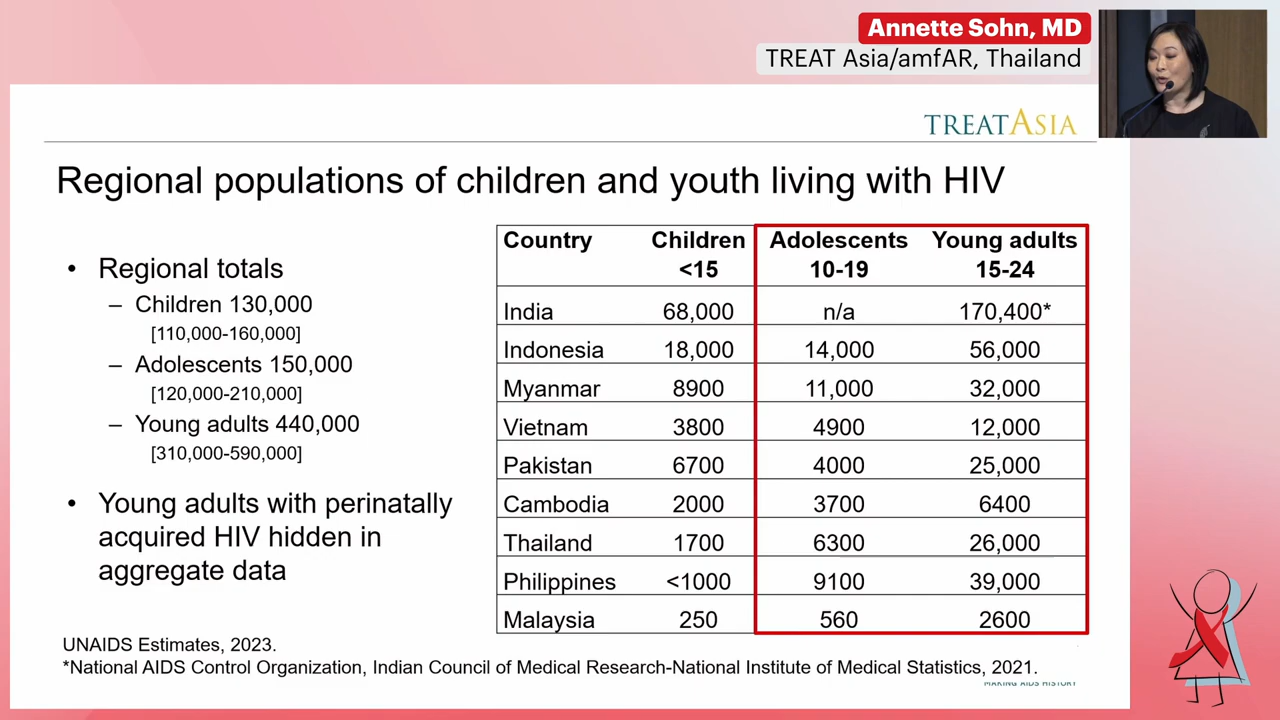 Annette Sohn, MD
TREAT Asia/amfAR, Thailand
TREATASIA
Regional populations of children and youth living with HIV
• Regional totals
– Children 130,000
[110,000-160,000]
– Adolescents 150,000
[120,000-210,000]
– Young adults 440,000
[310,000-590,000]
• Young adults with perinatally
acquired HIV hidden in
aggregate data
Country Children Adolescents Young adults
<15 10-19 15-24
India 68,000 n/a 170,400*
Indonesia 18,000 14,000 56,000
Myanmar 8900 11,000 32,000
Vietnam 3800 4900 12,000
Pakistan 6700 4000 25,000
Cambodia 2000 3700 6400
Thailand 1700 6300 26,000
Philippines <1000 9100 39,000
Malaysia 250 560 2600
UNAIDS Estimates, 2023.
*National AIDS Control Organization, Indian Council of Medical Research-National Institute of Medical Statistics, 2021.
MAKING AIDS HISTORY